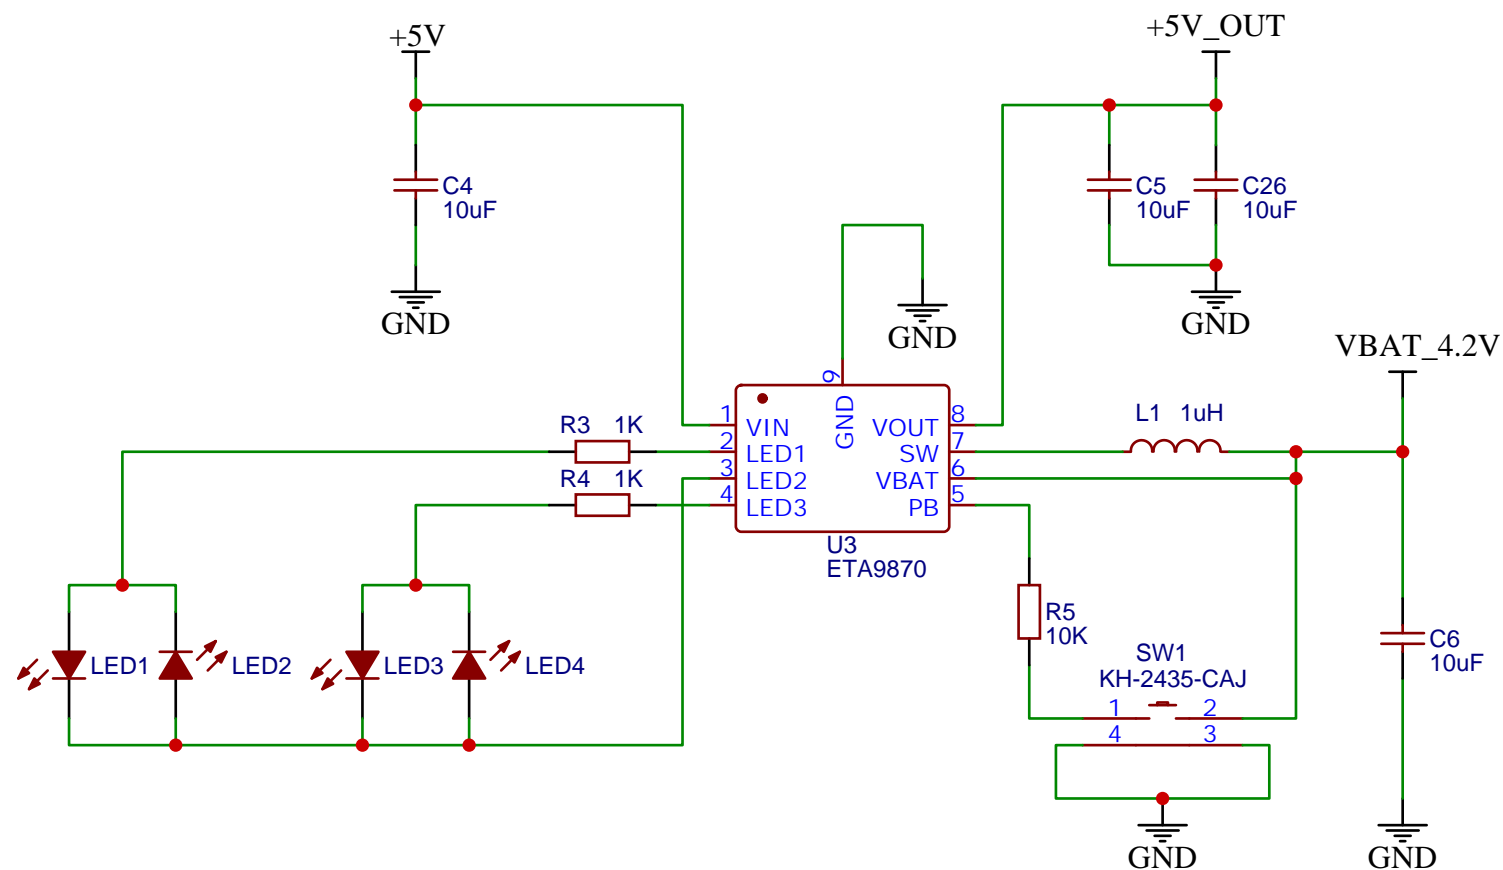 +5V
+5V_OUT
C4
10uF
C5
10uF
C26
10uF
GND
GND
GND
VBAT_4.2V
9
GND
1
VIN
2
LED1
3
LED2
4
LED3
8
VOUT
7
SW
6
VBAT
5
PB
R3 1K
R4 1K
L1 1uH
U3
ETA9870
R5
10K
LED1
LED2
LED3
LED4
SW1
KH-2435-CAJ
1
2
4
3
C6
10uF
GND
GND